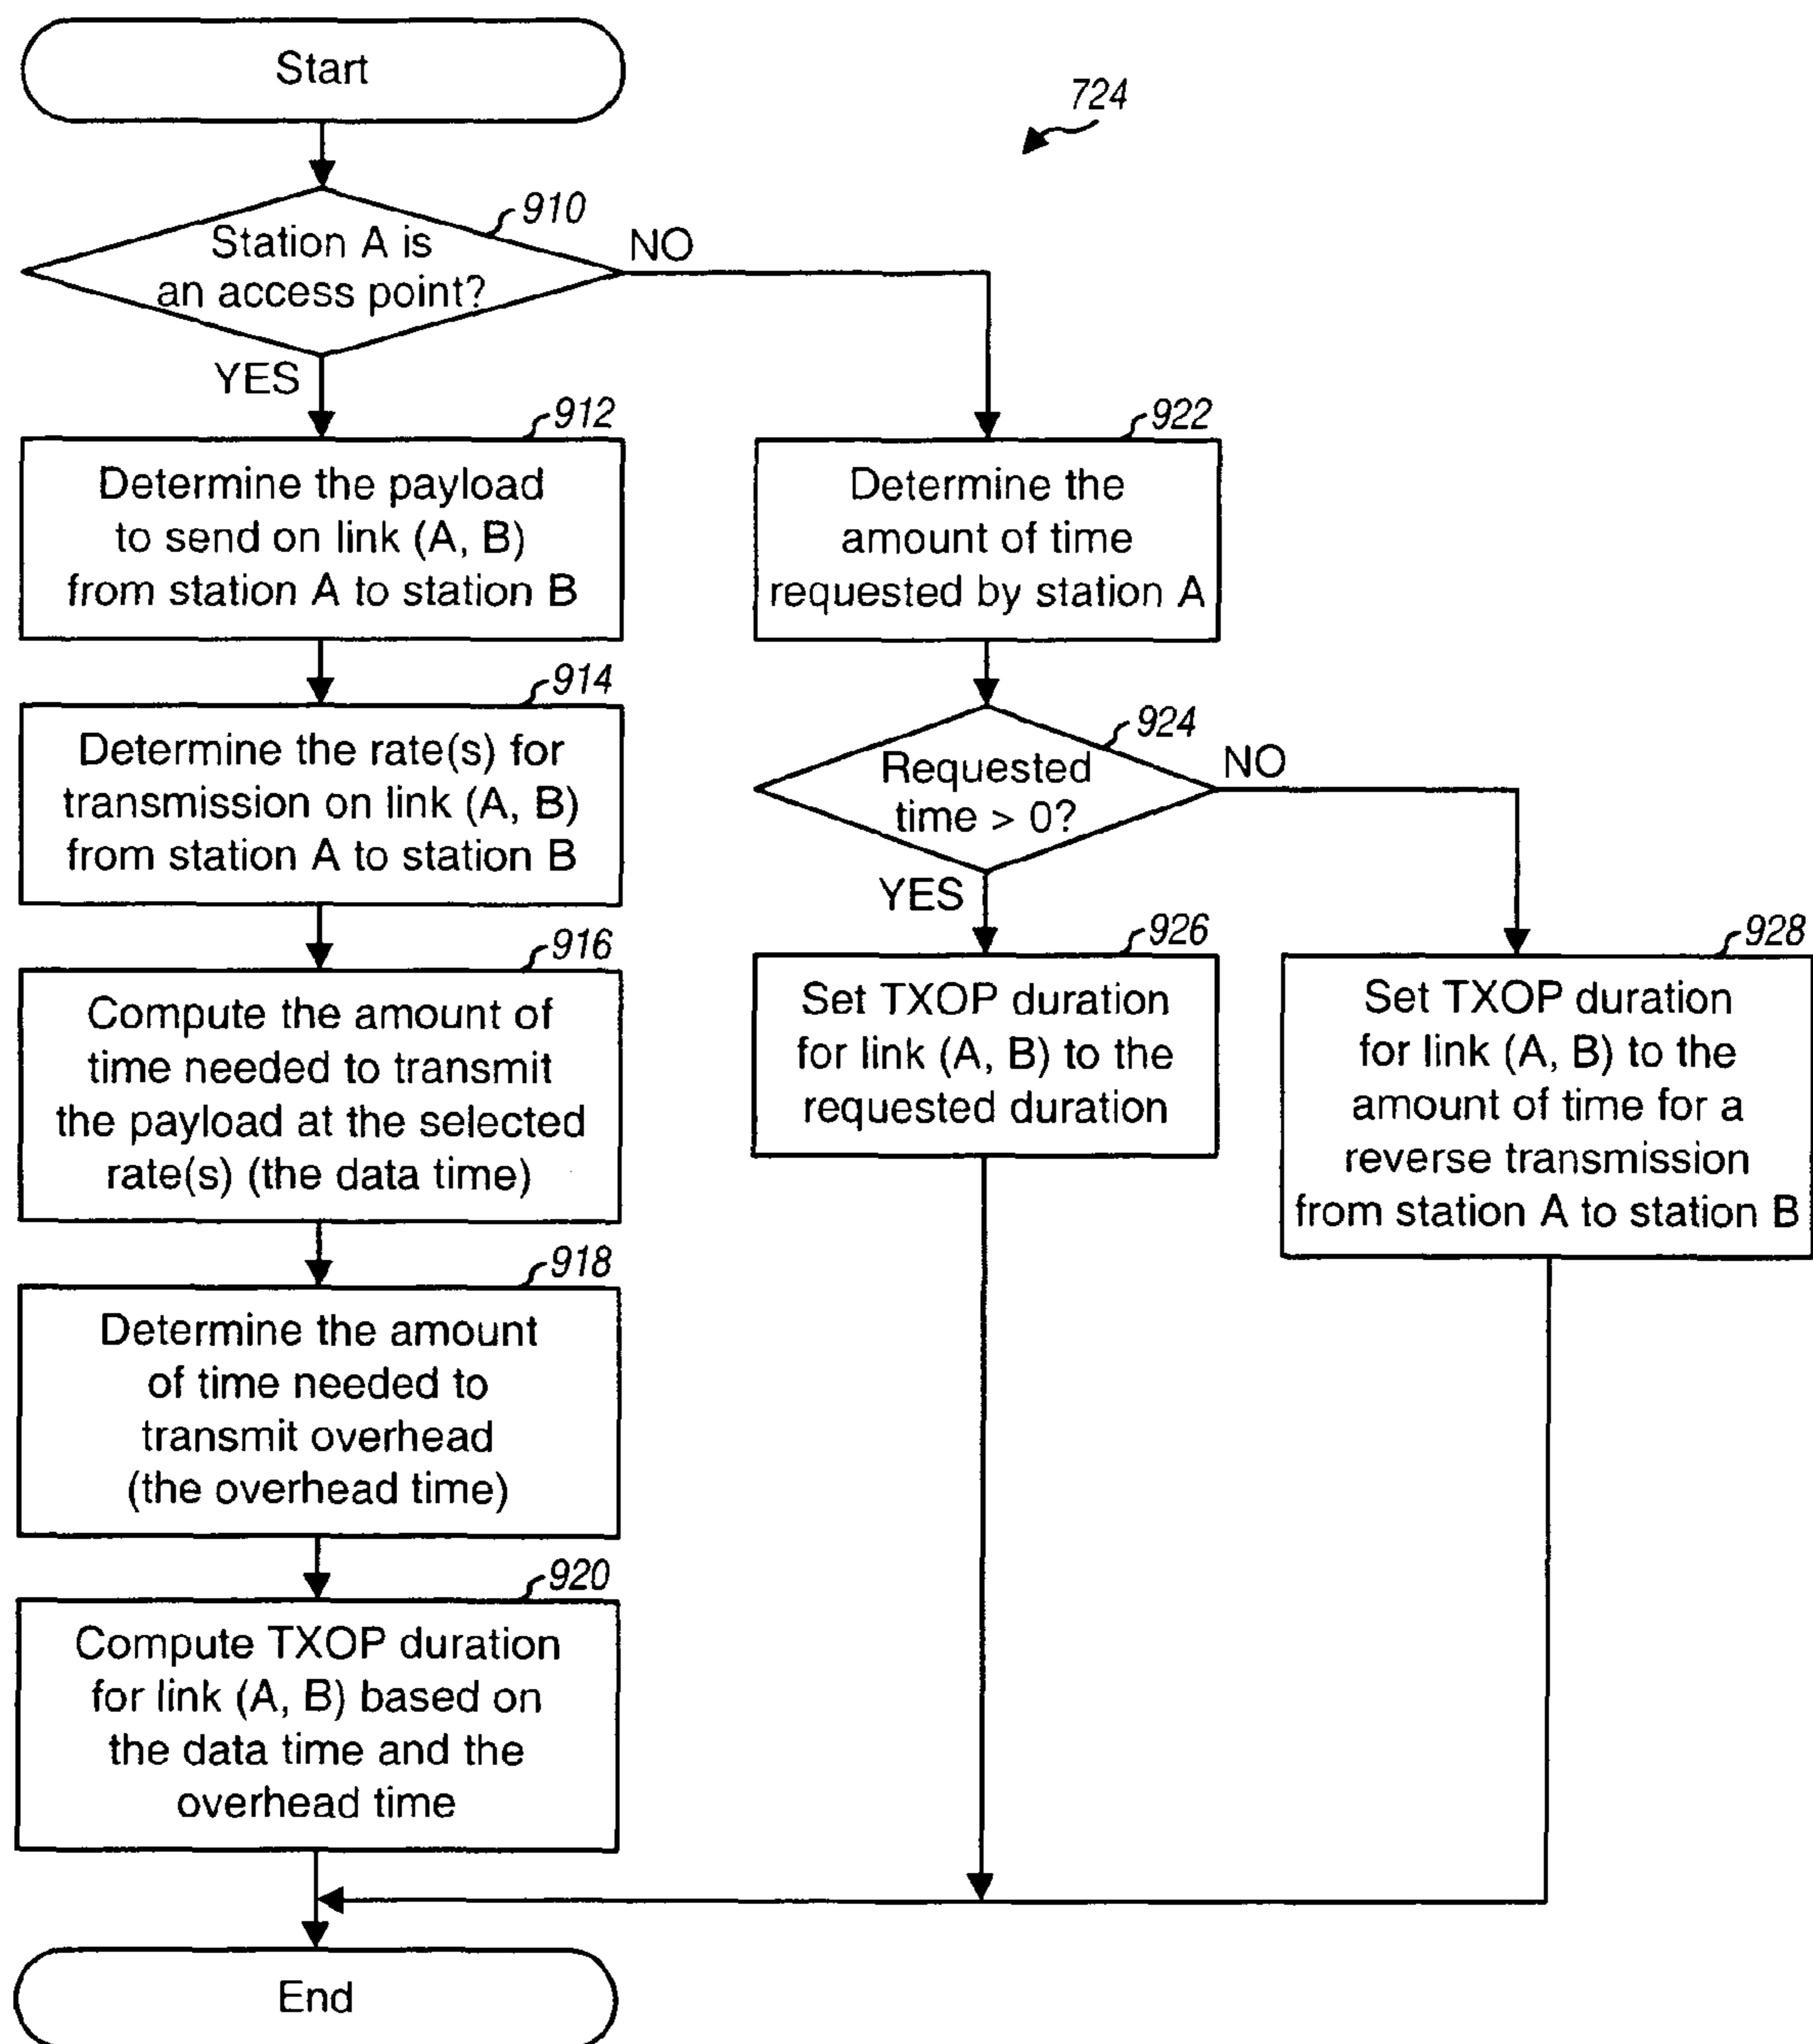 Start
724
910
Station A is
an access point?
NO
YES
912
Determine the payload
to send on link (A, B)
from station A to station B
914
Determine the rate(s) for
transmission on link (A, B)
from station A to station B
916
Compute the amount of
time needed to transmit
the payload at the selected
rate(s) (the data time)
918
Determine the amount
of time needed to
transmit overhead
(the overhead time)
920
Compute TXOP duration
for link (A, B) based on
the data time and the
overhead time
922
Determine the
amount of time
requested by station A
924
Requested
time > 0?
NO
YES
926
Set TXOP duration
for link (A, B) to the
requested duration
928
Set TXOP duration
for link (A, B) to the
amount of time for a
reverse transmission
from station A to station B
End